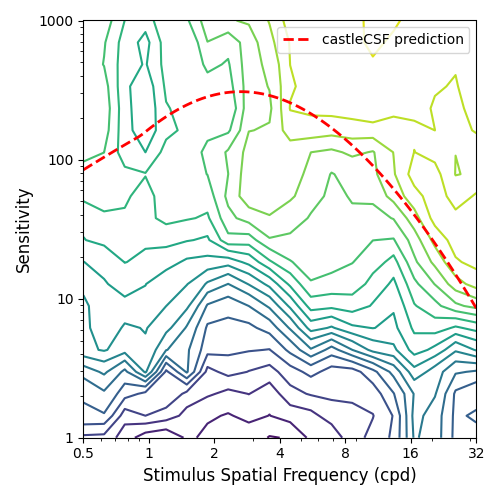 1000
castleCSF prediction
100
Sensitivity
10
1
0.5 1 2 4 8 16 32
Stimulus Spatial Frequency (cpd)